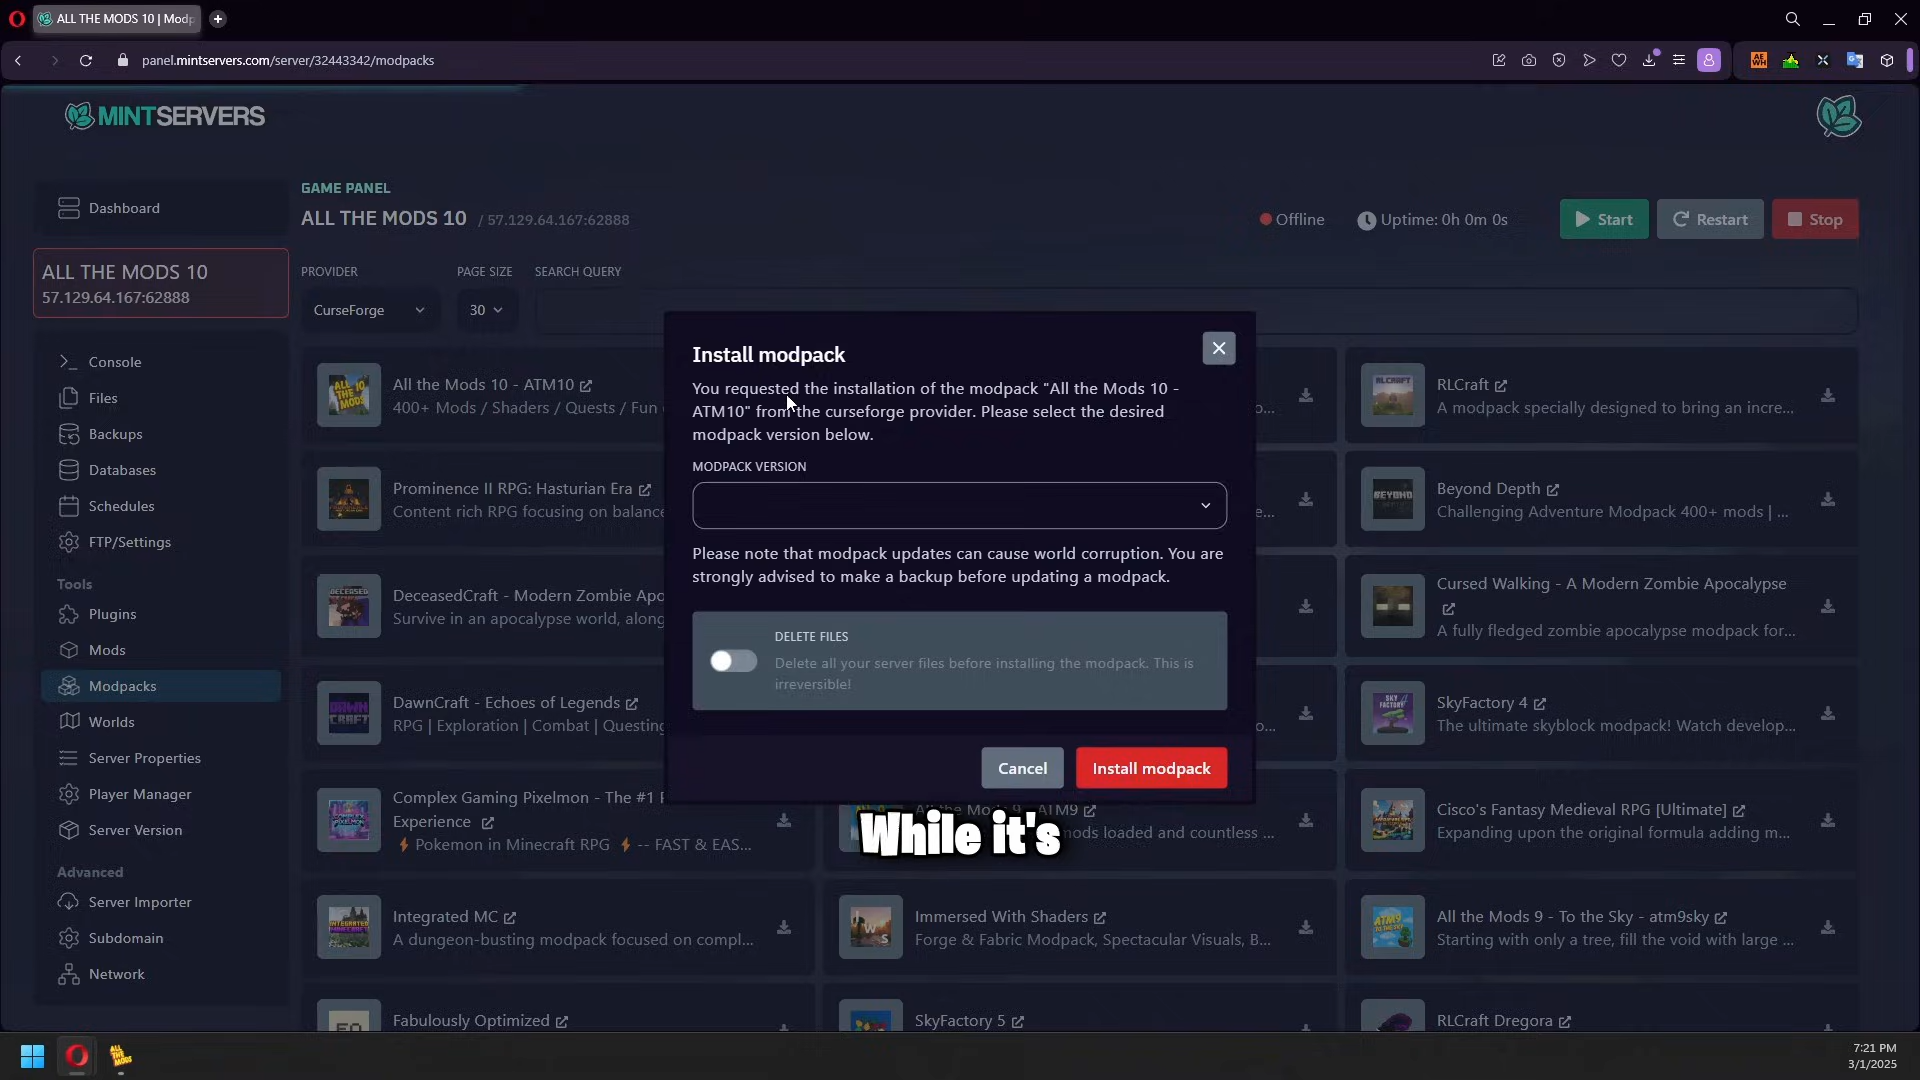 ALL THE MODS 10 | Modp
panel.mintservers.com/server/32443342/modpacks
MINTSERVERS
Dashboard
GAME PANEL
ALL THE MODS 10 / 57.129.64.167:62888
Offline
Uptime: 0h 0m 0s
Start
Restart
Stop
ALL THE MODS 10
57.129.64.167:62888
PROVIDER
PAGE SIZE
SEARCH QUERY
CurseForge
30
Console
Files
Backups
Databases
Schedules
FTP/Settings
Tools
Plugins
Mods
Modpacks
Worlds
Server Properties
Player Manager
Server Version
Advanced
Server Importer
Subdomain
Network
All the Mods 10 - ATM10
400+ Mods / Shaders / Quests / Fun
RLCraft
A modpack specially designed to bring an incre...
Prominence II RPG: Hasturian Era
Content rich RPG focusing on balance
Beyond Depth
Challenging Adventure Modpack 400+ mods | ...
DeceasedCraft - Modern Zombie Apo
Survive in an apocalypse world, along
Cursed Walking - A Modern Zombie Apocalypse
A fully fledged zombie apocalypse modpack for...
DawnCraft - Echoes of Legends
RPG | Exploration | Combat | Questing
SkyFactory 4
The ultimate skyblock modpack! Watch develop...
Complex Gaming Pixelmon - The #1
Experience
Pokemon in Minecraft RPG -- FAST & EAS...
All the Mods 9 - ATM9
mods loaded and countless ...
Cisco's Fantasy Medieval RPG [Ultimate]
Expanding upon the original formula adding m...
Integrated MC
A dungeon-busting modpack focused on compl...
Immersed With Shaders
Forge & Fabric Modpack, Spectacular Visuals, B...
All the Mods 9 - To the Sky - atm9sky
Starting with only a tree, fill the void with large ...
Fabulously Optimized
SkyFactory 5
RLCraft Dregora
Install modpack
You requested the installation of the modpack "All the Mods 10 -
ATM10" from the curseforge provider. Please select the desired
modpack version below.
MODPACK VERSION
Please note that modpack updates can cause world corruption. You are
strongly advised to make a backup before updating a modpack.
DELETE FILES
Delete all your server files before installing the modpack. This is
irreversible!
Cancel
Install modpack
While it's
7:21 PM
3/1/2025